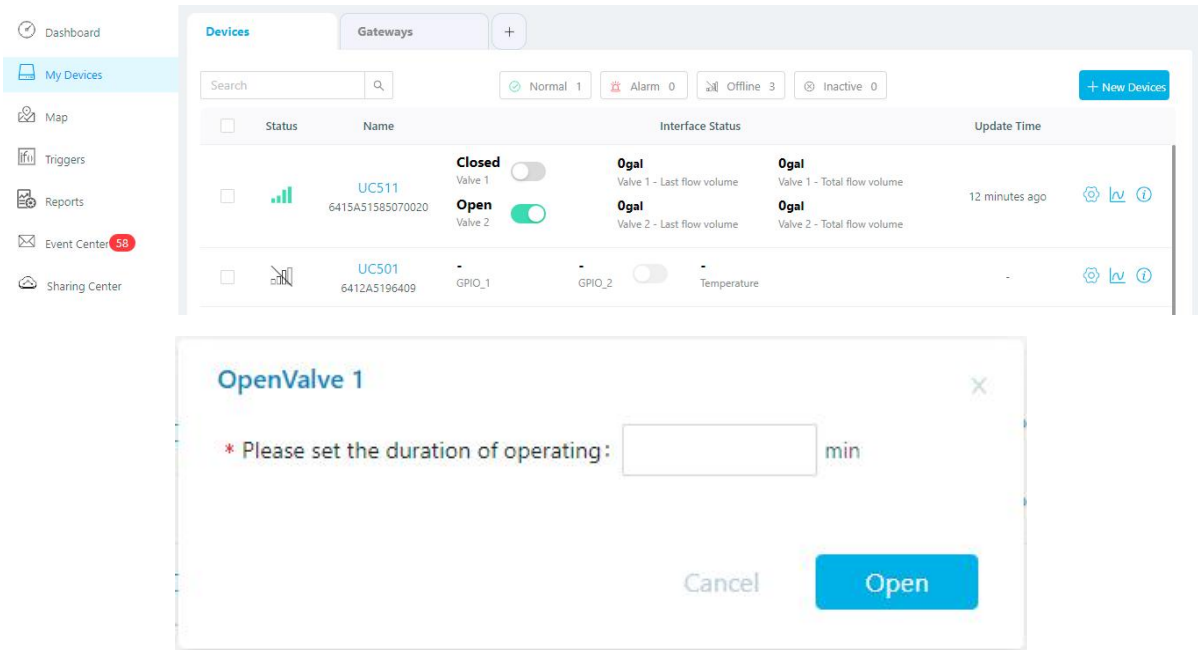 Dashboard
My Devices
Map
Triggers
Reports
Event Center 58
Sharing Center
Devices Gateways +
Search Normal 1 Alarm 0 Offline 3 Inactive 0 + New Devices
Status Name Interface Status Update Time
UC511
6415A51585070020
Closed
Valve 1
0gal
Valve 1 - Last flow volume
0gal
Valve 1 - Total flow volume
Open
Valve 2
0gal
Valve 2 - Last flow volume
0gal
Valve 2 - Total flow volume
12 minutes ago
UC501
6412A5196409
- - - -
GPIO_1 GPIO_2 Temperature
OpenValve 1 X
* Please set the duration of operating: min
Cancel Open